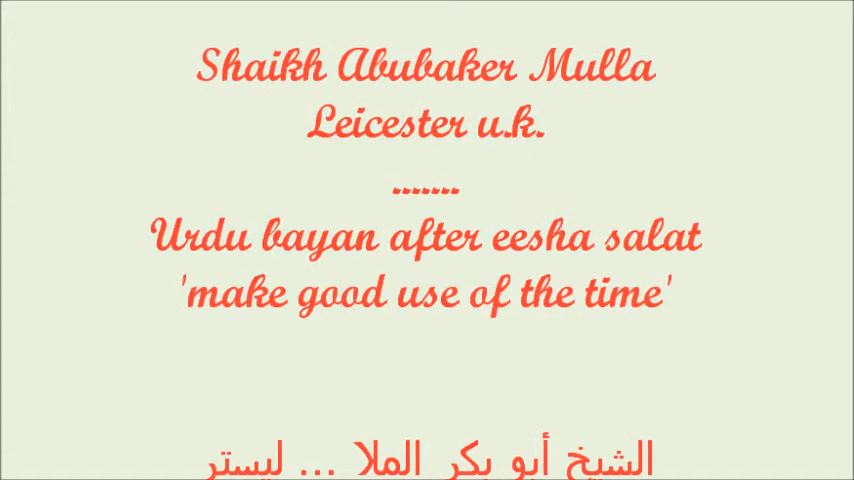 Shaikh Abubaker Mulla
Leicester u.k.
.......
Urdu bayan after eesha salat
'make good use of the time'
الشيخ أبو بكر الملا ... ليستر